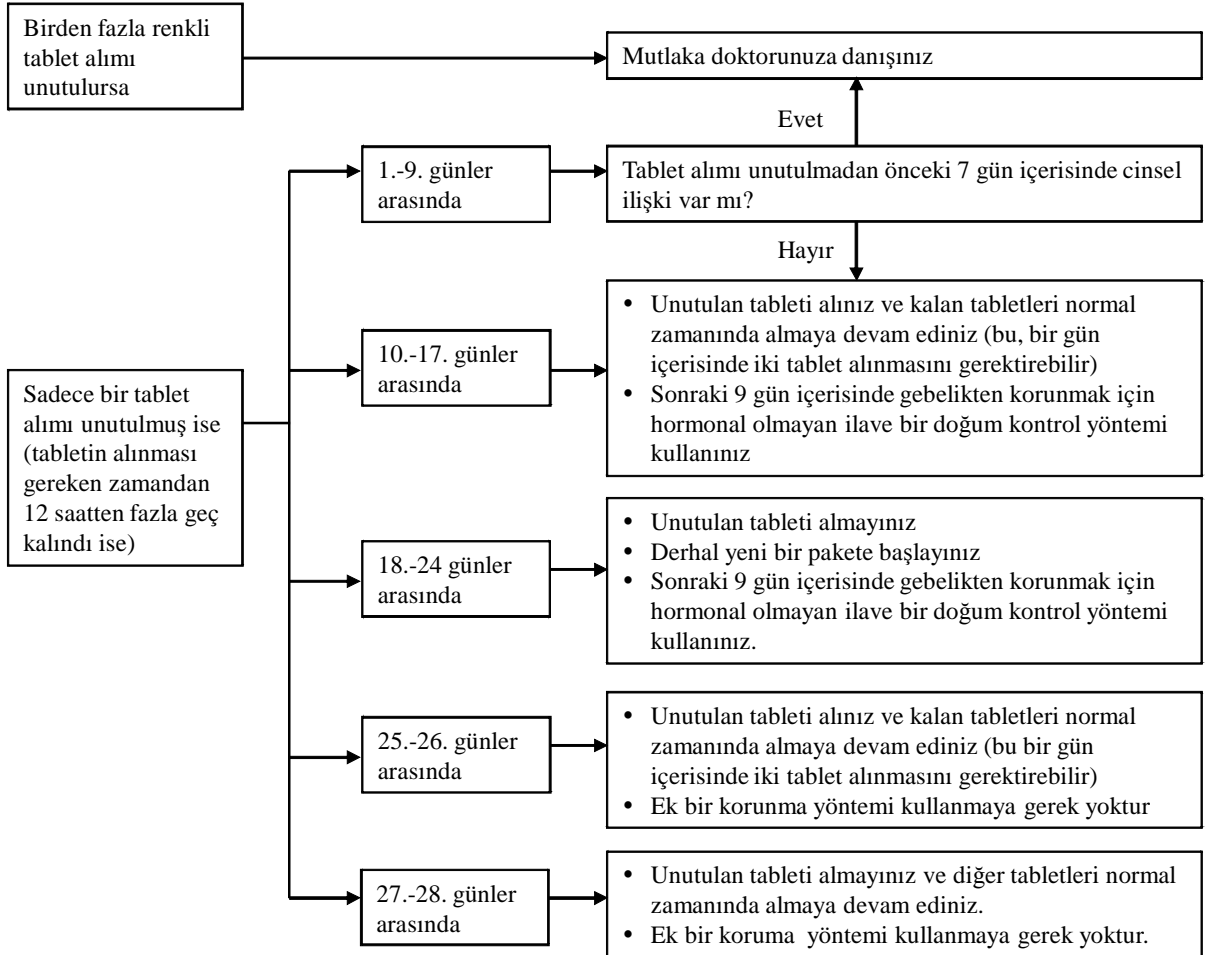 Birden fazla renkli
tablet alımı
unutulursa
Mutlaka doktorunuza danışınız
Evet
1.-9. günler
arasında
Tablet alımı unutulmadan önceki 7 gün içerisinde cinsel
ilişki var mı?
Hayır
Sadece bir tablet
alımı unutulmuş ise
(tabletin alınması
gereken zamandan
12 saatten fazla geç
kalındı ise)
10.-17. günler
arasında
• Unutulan tableti alınız ve kalan tabletleri normal
zamanında almaya devam ediniz (bu, bir gün
içerisinde iki tablet alınmasını gerektirebilir)
• Sonraki 9 gün içerisinde gebelikten korunmak için
hormonal olmayan ilave bir doğum kontrol yöntemi
kullanınız
18.-24 günler
arasında
• Unutulan tableti almayınız
• Derhal yeni bir pakete başlayınız
• Sonraki 9 gün içerisinde gebelikten korunmak için
hormonal olmayan ilave bir doğum kontrol yöntemi
kullanınız.
25.-26. günler
arasında
• Unutulan tableti alınız ve kalan tabletleri normal
zamanında almaya devam ediniz (bu bir gün
içerisinde iki tablet alınmasını gerektirebilir)
• Ek bir korunma yöntemi kullanmaya gerek yoktur
27.-28. günler
arasında
• Unutulan tableti almayınız ve diğer tabletleri normal
zamanında almaya devam ediniz.
• Ek bir koruma yöntemi kullanmaya gerek yoktur.